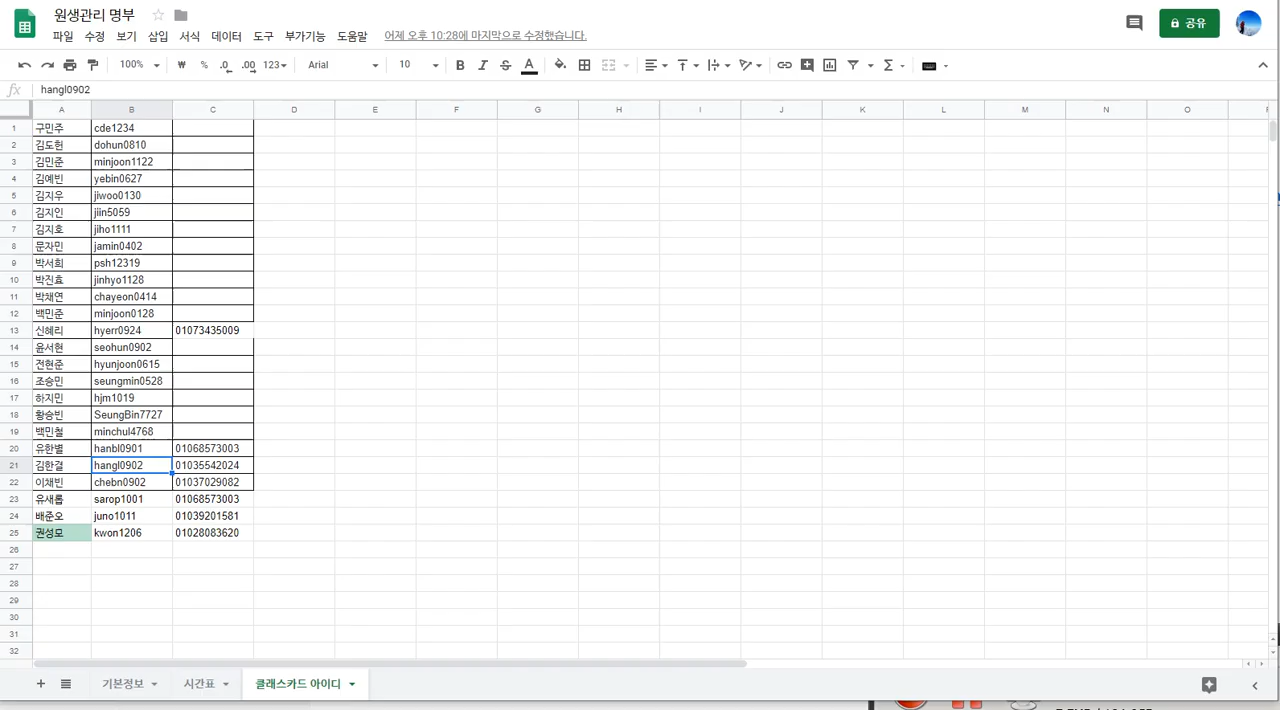 원생관리 명부
파일 수정 보기 삽입 서식 데이터 도구 부가기능 도움말 어제 오후 10:28에 마지막으로 수정했습니다.
공유
100% ₩ % .0 .00 123 Arial 10 B I S A Σ
fx hangl0902
A B C D E F G H I J K L M N O
1 구민주 cde1234
2 김도헌 dohun0810
3 김민준 minjoon1122
4 김예빈 yebin0627
5 김지우 jiwoo0130
6 김지인 jiin5059
7 김지호 jiho1111
8 문자민 jamin0402
9 박서희 psh12319
10 박진효 jinhyo1128
11 박채연 chayeon0414
12 백민준 minjoon0128
13 신혜리 hyerr0924 01073435009
14 윤서현 seohun0902
15 전현준 hyunjoon0615
16 조승민 seungmin0528
17 하지민 hjm1019
18 황승빈 SeungBin7727
19 백민철 minchul4768
20 유한별 hanbl0901 01068573003
21 김한결 hangl0902 01035542024
22 이채빈 chebn0902 01037029082
23 유새롭 sarop1001 01068573003
24 배준오 juno1011 01039201581
25 권성모 kwon1206 01028083620
26
27
28
29
30
31
32
+ 기본정보 시간표 클래스카드 아이디